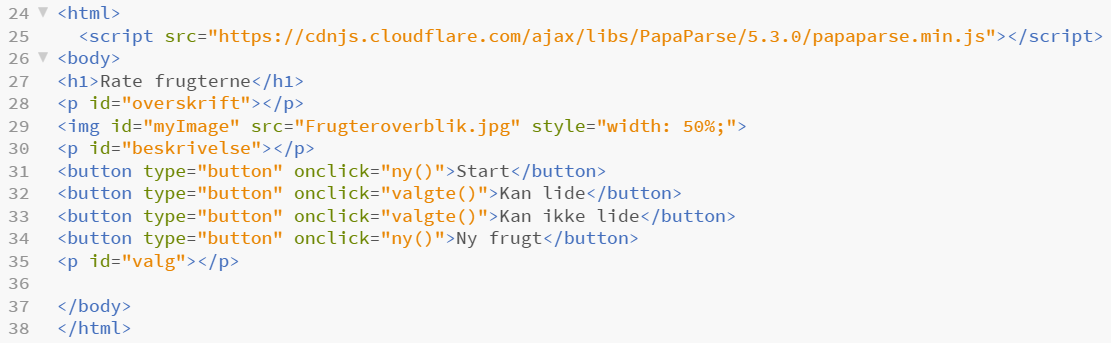 24 <html>
25 <script src="https://cdnjs.cloudflare.com/ajax/libs/PapaParse/5.3.0/papaparse.min.js"></script>
26 <body>
27 <h1>Rate frugterne</h1>
28 <p id="overskrift"></p>
29 <img id="myImage" src="Frugteroverblik.jpg" style="width: 50%;">
30 <p id="beskrivelse"></p>
31 <button type="button" onclick="ny()">Start</button>
32 <button type="button" onclick="valgte()">Kan lide</button>
33 <button type="button" onclick="valgte()">Kan ikke lide</button>
34 <button type="button" onclick="ny()">Ny frugt</button>
35 <p id="valg"></p>
36
37 </body>
38 </html>